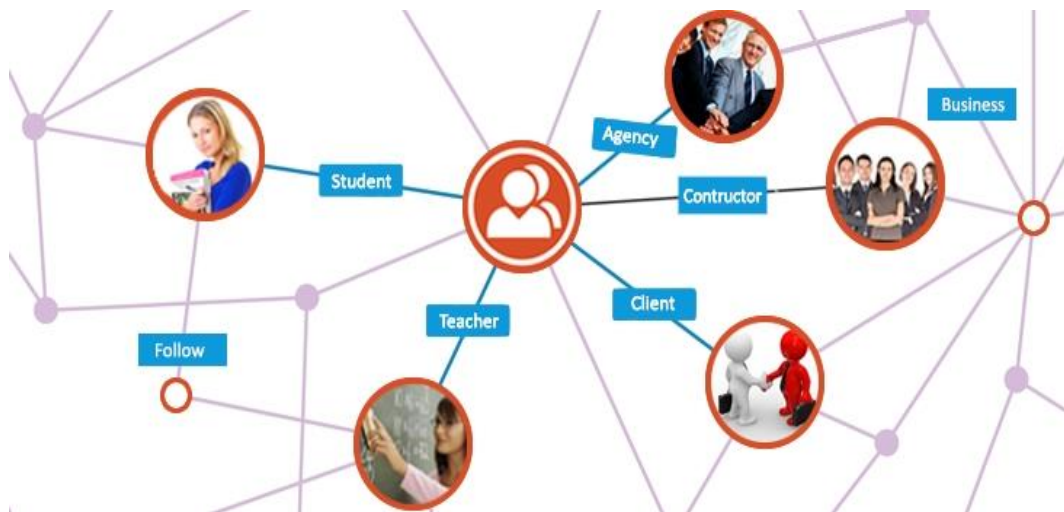 Business
Agency
Student
Contructor
Client
Teacher
Follow